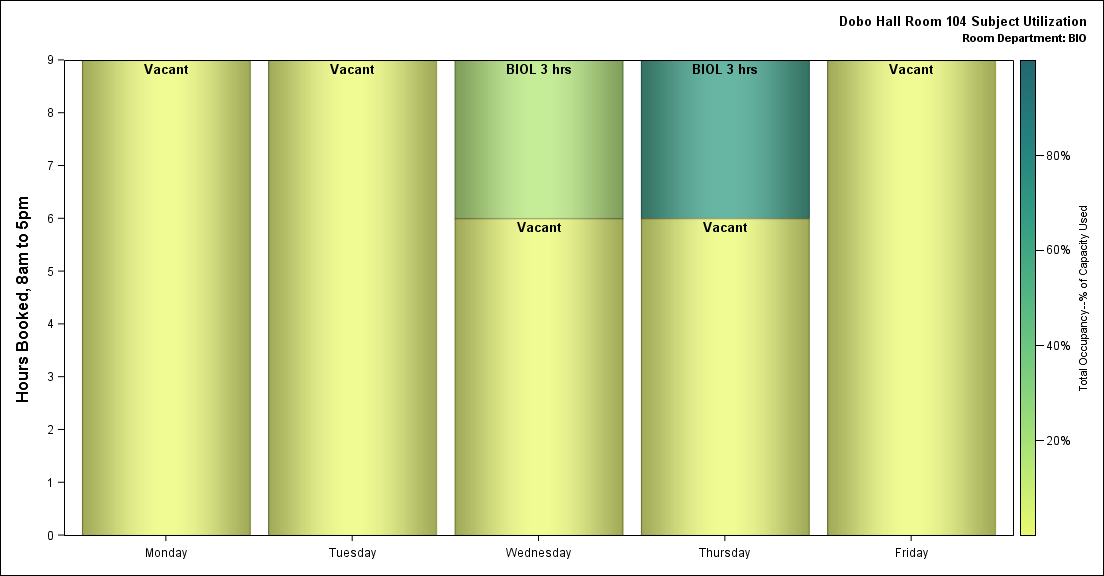 Dobo Hall Room 104 Subject Utilization
Room Department: BIO
Hours Booked, 8am to 5pm
9
8
7
6
5
4
3
2
1
0
Vacant
Vacant
BIOL 3 hrs
BIOL 3 hrs
Vacant
Vacant
Vacant
Monday
Tuesday
Wednesday
Thursday
Friday
80%
60%
40%
20%
Total Occupancy--% of Capacity Used